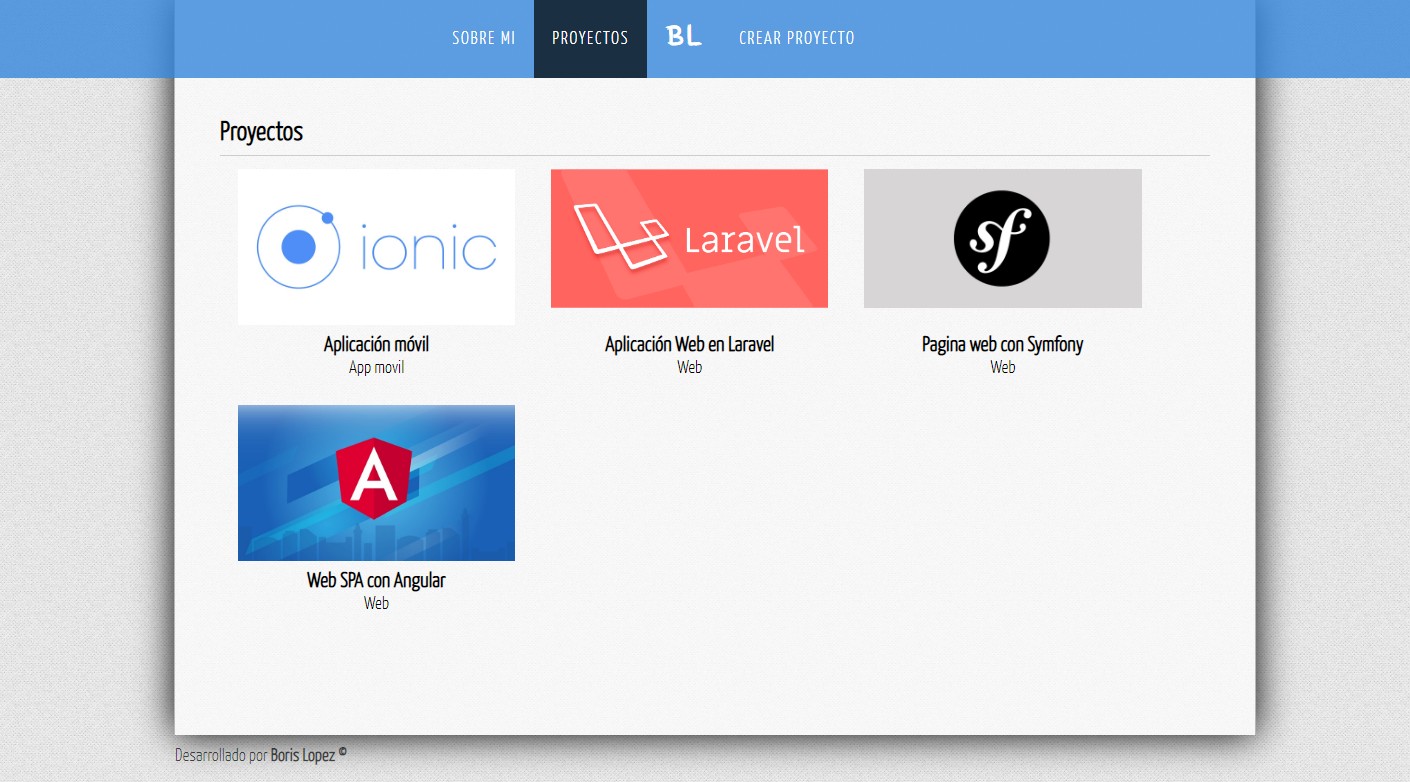 SOBRE MI PROYECTOS BL CREAR PROYECTO
Proyectos
ionic Laravel sf
Aplicación móvil Aplicación Web en Laravel Pagina web con Symfony
App movil Web Web
A
Web SPA con Angular
Web
Desarrollado por Boris Lopez ©